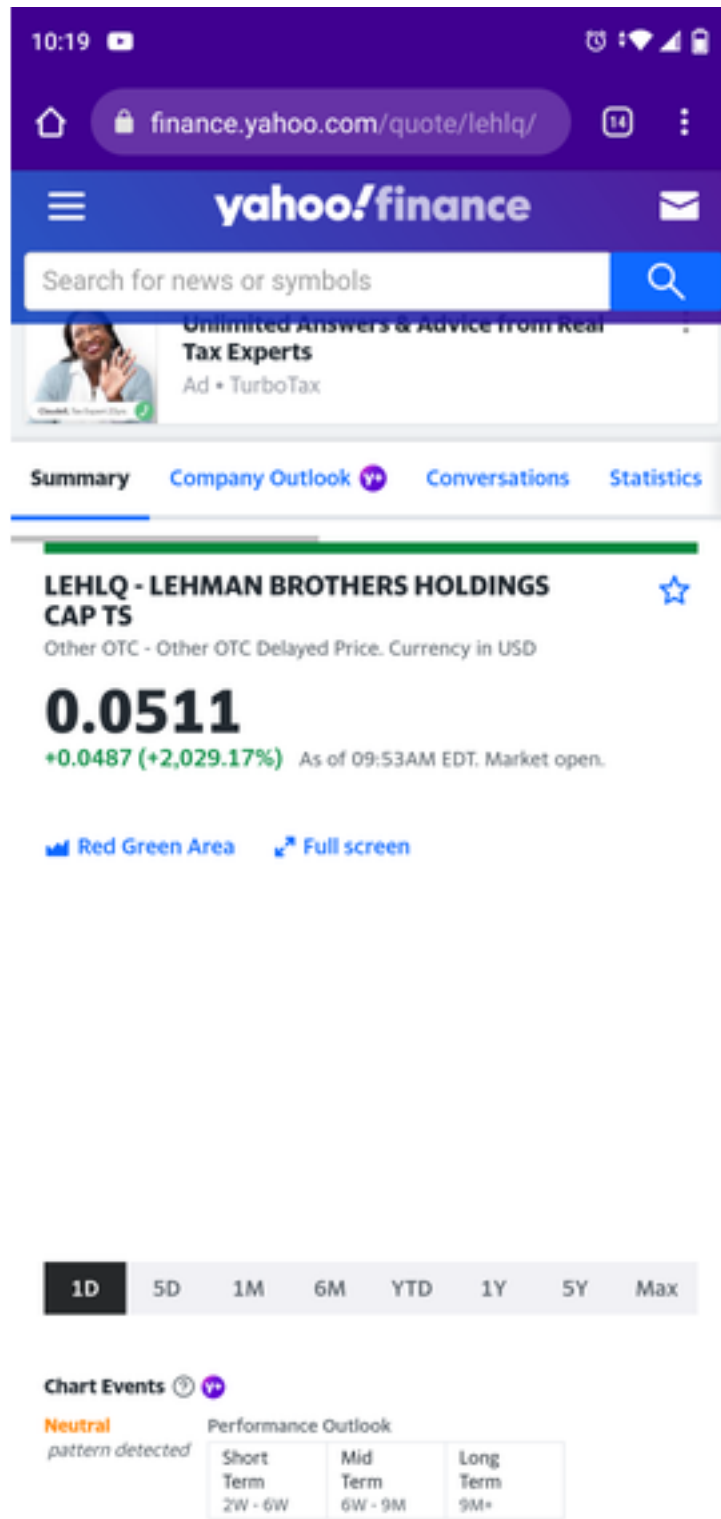 10:19
finance.yahoo.com/quote/lehlq/
14
yahoo!finance
Search for news or symbols
Unlimited Answers & Advice from Real
Tax Experts
Ad • TurboTax
Summary Company Outlook Y+ Conversations Statistics
LEHLQ - LEHMAN BROTHERS HOLDINGS
CAP TS
Other OTC - Other OTC Delayed Price. Currency in USD
0.0511
+0.0487 (+2,029.17%) As of 09:53AM EDT. Market open.
Red Green Area Full screen
1D 5D 1M 6M YTD 1Y 5Y Max
Chart Events ? Y+
Neutral Performance Outlook
pattern detected
Short Mid Long
Term Term Term
2W - 6W 6W - 9M 9M+